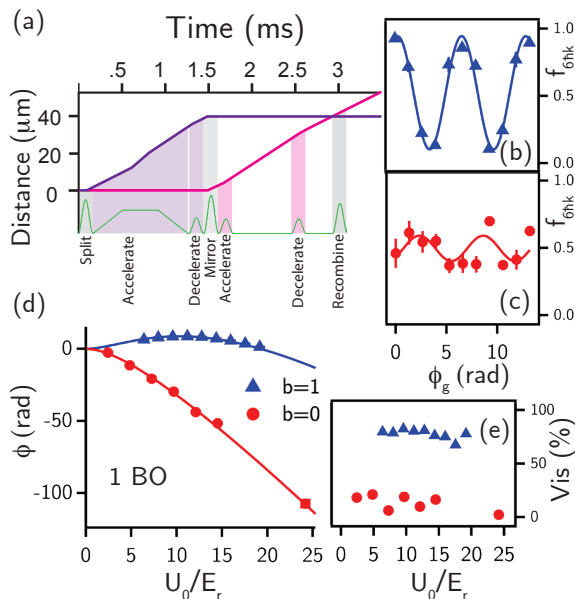 (a)
Time (ms)
.5 1 1.5 2 2.5 3
Distance (μm)
40
20
0
Split
Accelerate
Decelerate
Mirror
Accelerate
Decelerate
Recombine
1.0
0.5
0.0
f6ħk
(b)
1.0
0.5
0.0
f6ħk
(c)
0 5 10
ϕg (rad)
(d)
0
-50
-100
ϕ (rad)
b=1
b=0
1 BO
0 5 10 15 20 25
U0/Er
(e)
100
50
0
Vis (%)
0 5 10 15 20 25
U0/Er